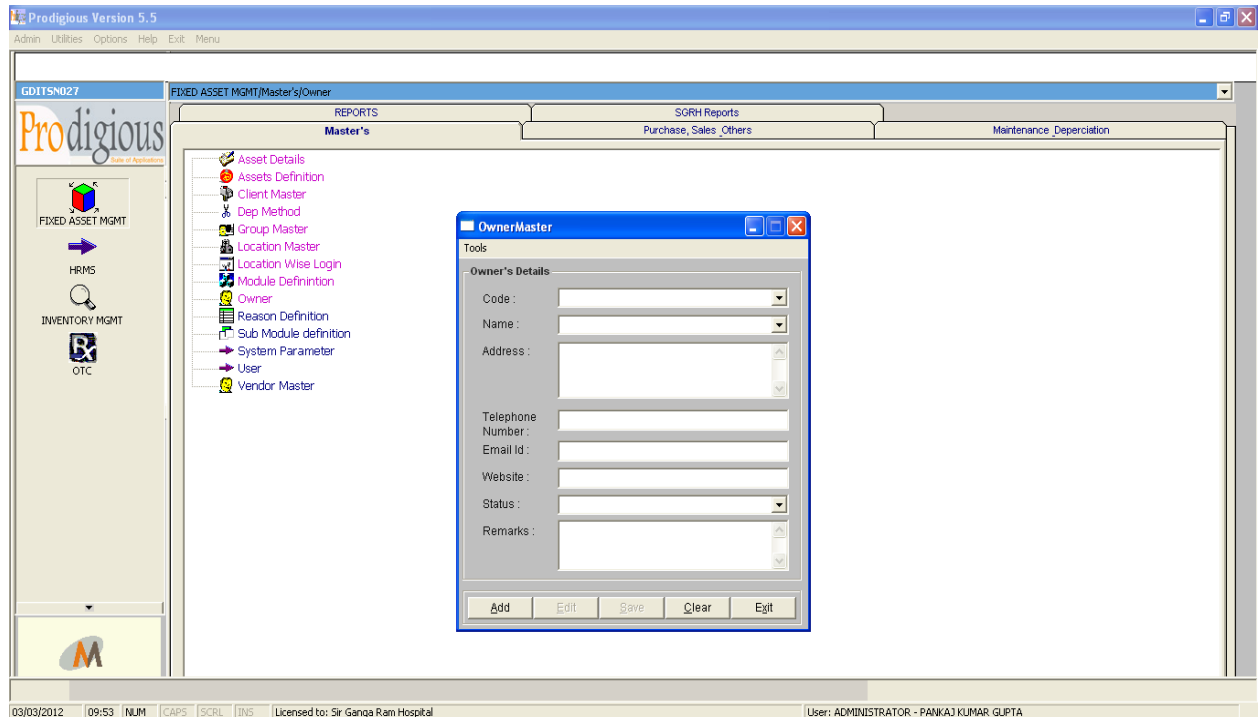 Prodigious Version 5.5
Admin Utilities Options Help Exit Menu
GDITSN027
FIXED ASSET MGMT/Master's/Owner
Prodigious
Suite of Applications
REPORTS
SGRH Reports
Master's
Purchase, Sales_Others
Maintenance_Deperciation
FIXED ASSET MGMT
HRMS
INVENTORY MGMT
Rx
OTC
M
Asset Details
Assets Definition
Client Master
Dep Method
Group Master
Location Master
Location Wise Login
Module Definintion
Owner
Reason Definition
Sub Module definition
System Parameter
User
Vendor Master
OwnerMaster
Tools
Owner's Details
Code :
Name :
Address :
Telephone
Number :
Email Id :
Website :
Status :
Remarks :
Add Edit Save Clear Exit
03/03/2012 09:53 NUM CAPS SCRL INS Licensed to: Sir Ganga Ram Hospital User: ADMINISTRATOR - PANKAJ KUMAR GUPTA